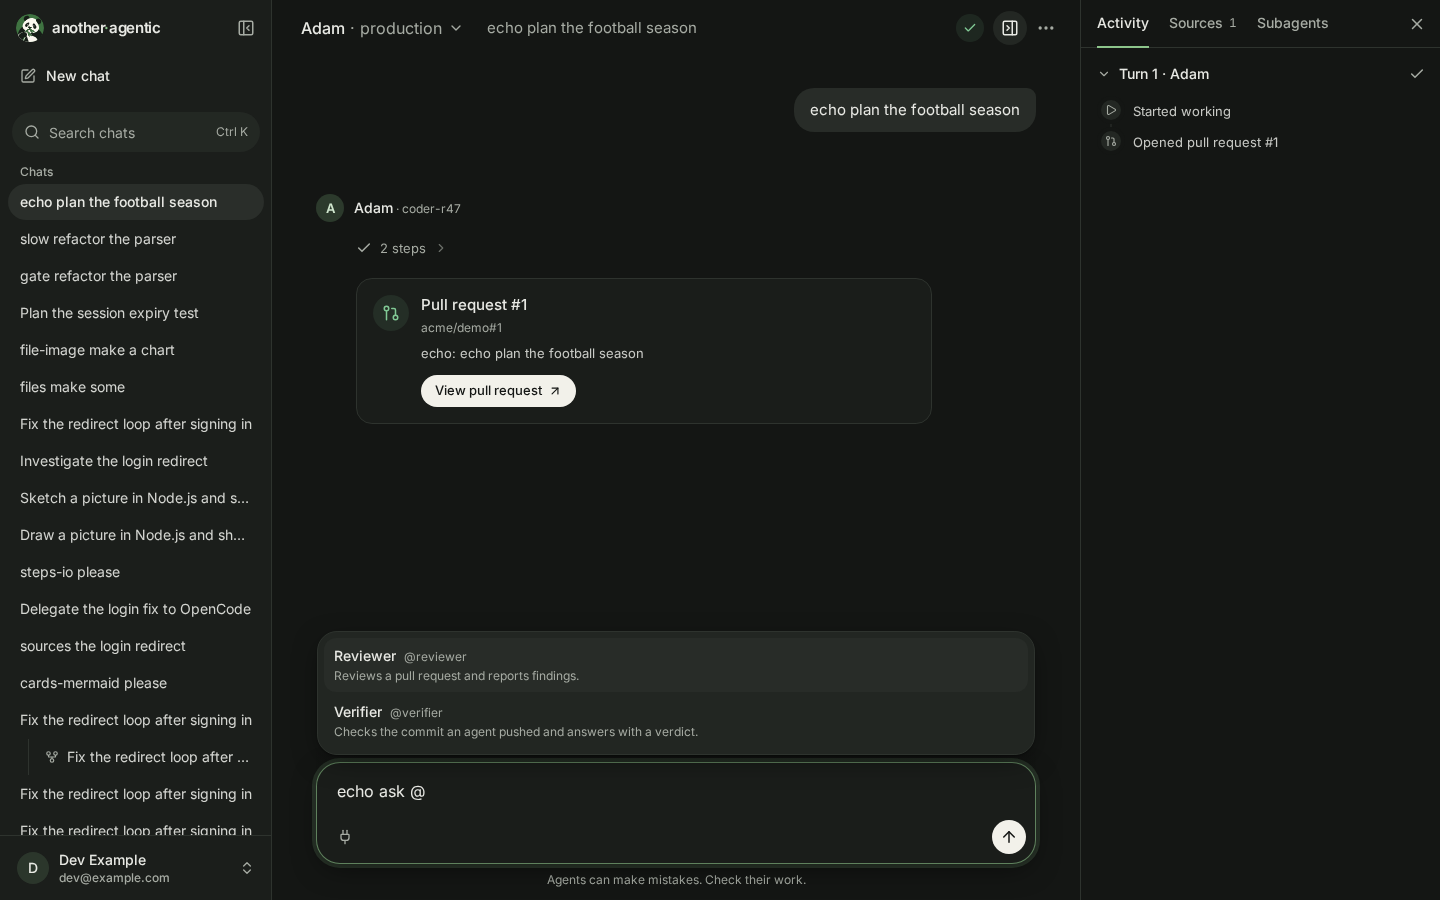 another·agentic
New chat
Search chats Ctrl K
Chats
echo plan the football season
slow refactor the parser
gate refactor the parser
Plan the session expiry test
file-image make a chart
files make some
Fix the redirect loop after signing in
Investigate the login redirect
Sketch a picture in Node.js and s...
Draw a picture in Node.js and sh...
steps-io please
Delegate the login fix to OpenCode
sources the login redirect
cards-mermaid please
Fix the redirect loop after signing in
Fix the redirect loop after ...
Fix the redirect loop after signing in
Fix the redirect loop after signing in
D
Dev Example
dev@example.com
Adam · production echo plan the football season
echo plan the football season
A Adam · coder-r47
2 steps
Pull request #1
acme/demo#1
echo: echo plan the football season
View pull request
Reviewer @reviewer
Reviews a pull request and reports findings.
Verifier @verifier
Checks the commit an agent pushed and answers with a verdict.
echo ask @
Agents can make mistakes. Check their work.
Activity Sources 1 Subagents
Turn 1 · Adam
Started working
Opened pull request #1